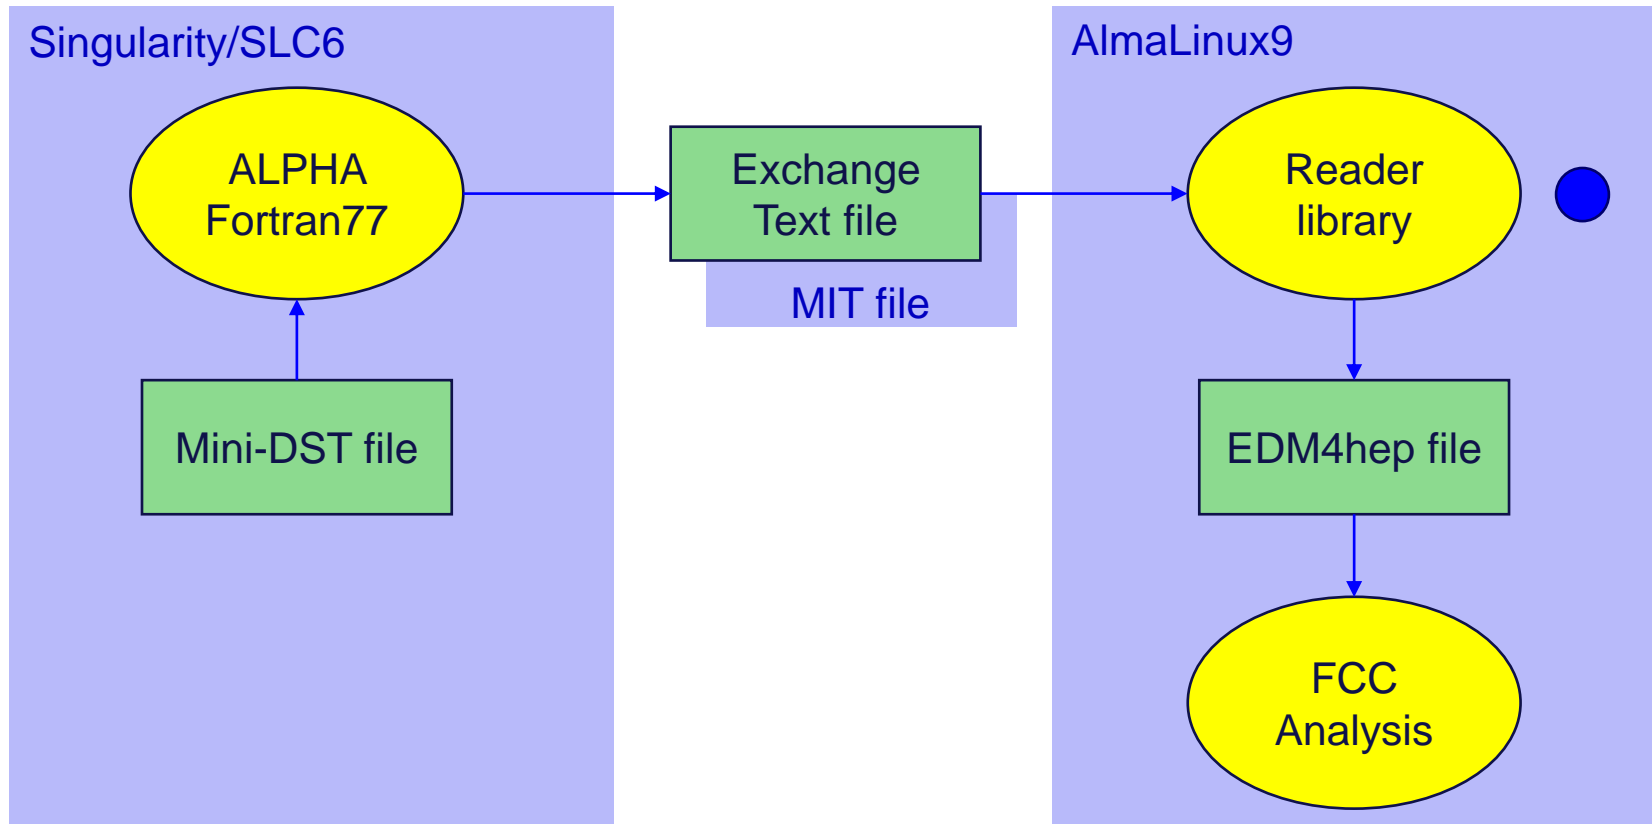 Singularity/SLC6
AlmaLinux9
ALPHA
Fortran77
Exchange
Text file
MIT file
Reader
library
Mini-DST file
EDM4hep file
FCC
Analysis